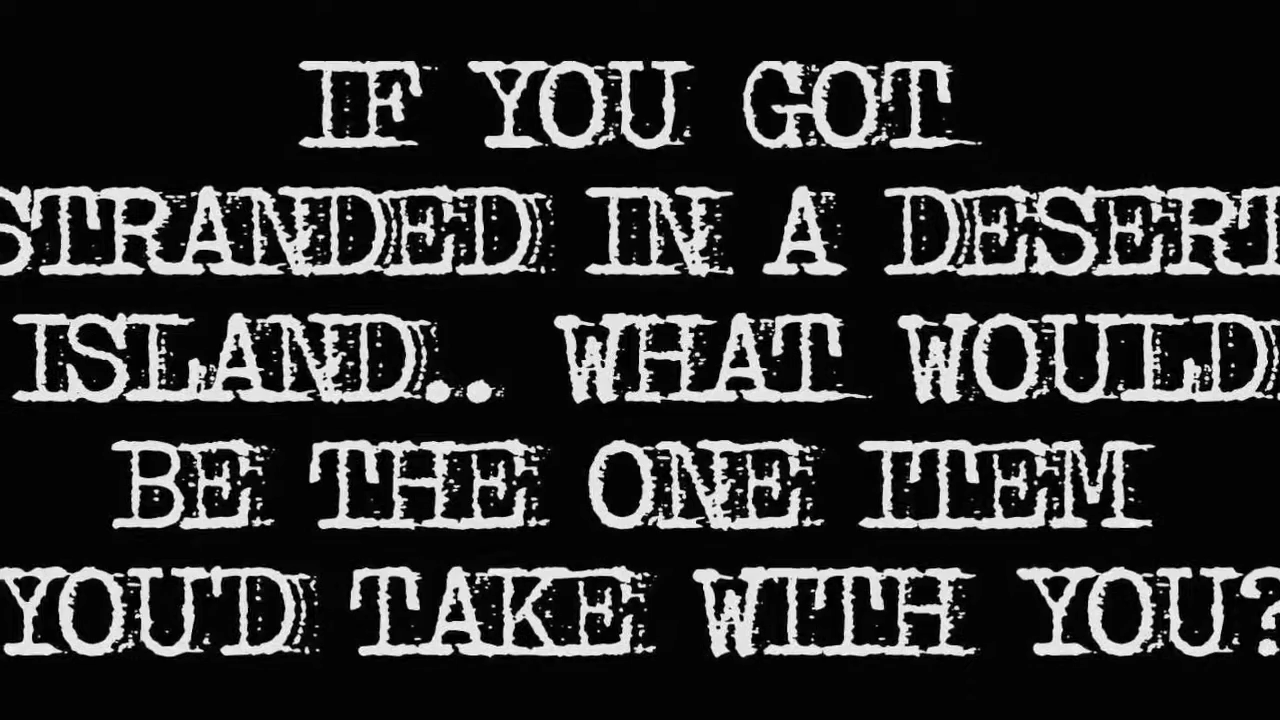 IF YOU GOT
STRANDED IN A DESERT
ISLAND.. WHAT WOULD
BE THE ONE ITEM
YOU'D TAKE WITH YOU?